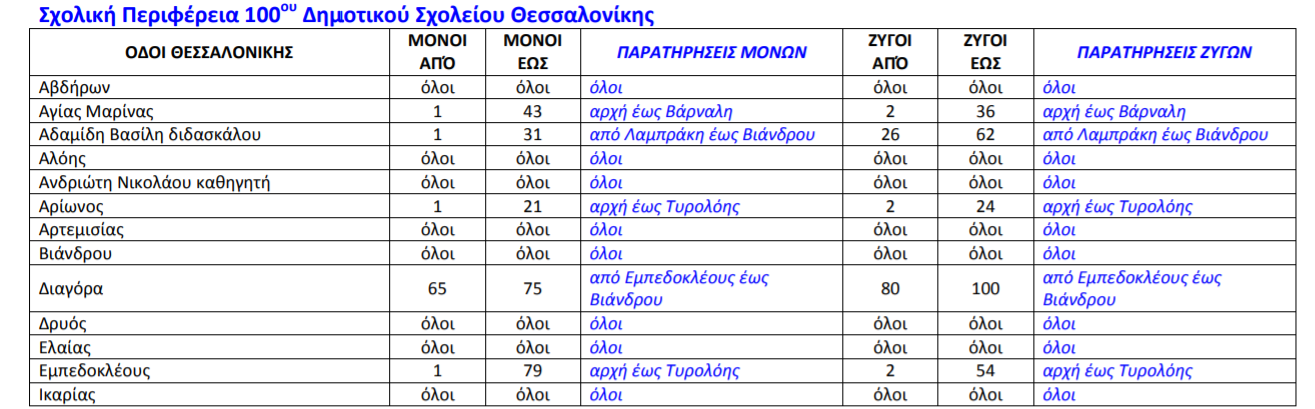 Σχολική Περιφέρεια 100ου Δημοτικού Σχολείου Θεσσαλονίκης
ΟΔΟΙ ΘΕΣΣΑΛΟΝΙΚΗΣ ΜΟΝΟΙ ΑΠΌ ΜΟΝΟΙ ΕΩΣ ΠΑΡΑΤΗΡΗΣΕΙΣ ΜΟΝΩΝ ΖΥΓΟΙ ΑΠΌ ΖΥΓΟΙ ΕΩΣ ΠΑΡΑΤΗΡΗΣΕΙΣ ΖΥΓΩΝ
Αβδήρων όλοι όλοι όλοι όλοι όλοι όλοι
Αγίας Μαρίνας 1 43 αρχή έως Βάρναλη 2 36 αρχή έως Βάρναλη
Αδαμίδη Βασίλη διδασκάλου 1 31 από Λαμπράκη έως Βιάνδρου 26 62 από Λαμπράκη έως Βιάνδρου
Αλόης όλοι όλοι όλοι όλοι όλοι όλοι
Ανδριώτη Νικολάου καθηγητή όλοι όλοι όλοι όλοι όλοι όλοι
Αρίωνος 1 21 αρχή έως Τυρολόης 2 24 αρχή έως Τυρολόης
Αρτεμισίας όλοι όλοι όλοι όλοι όλοι όλοι
Βιάνδρου όλοι όλοι όλοι όλοι όλοι όλοι
Διαγόρα 65 75 από Εμπεδοκλέους έως Βιάνδρου 80 100 από Εμπεδοκλέους έως Βιάνδρου
Δρυός όλοι όλοι όλοι όλοι όλοι όλοι
Ελαίας όλοι όλοι όλοι όλοι όλοι όλοι
Εμπεδοκλέους 1 79 αρχή έως Τυρολόης 2 54 αρχή έως Τυρολόης
Ικαρίας όλοι όλοι όλοι όλοι όλοι όλοι